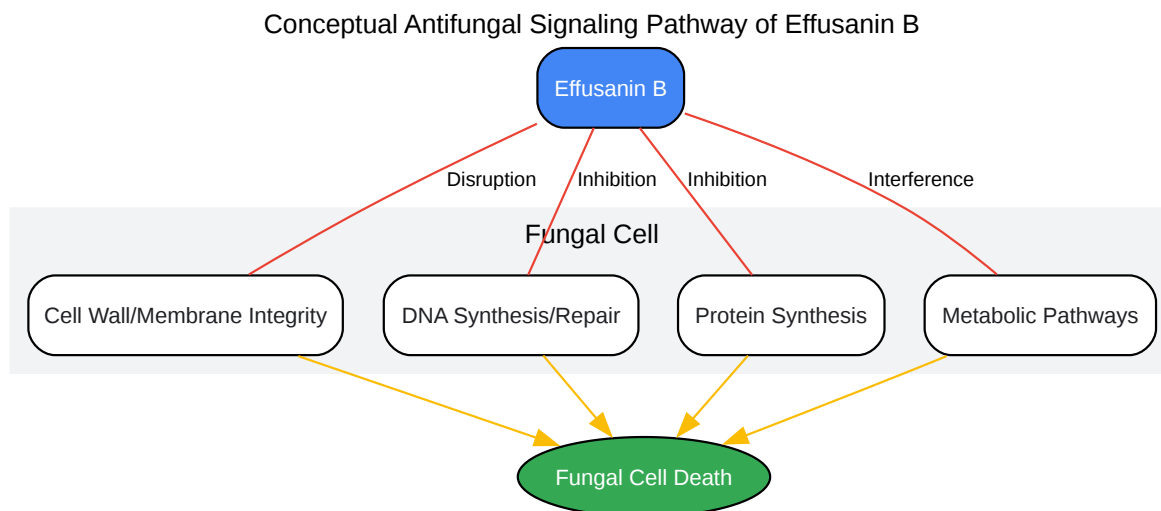 Conceptual Antifungal Signaling Pathway of Effusanin B
Effusanin B
Disruption
Inhibition
Inhibition
Interference
Fungal Cell
Cell Wall/Membrane Integrity
DNA Synthesis/Repair
Protein Synthesis
Metabolic Pathways
Fungal Cell Death